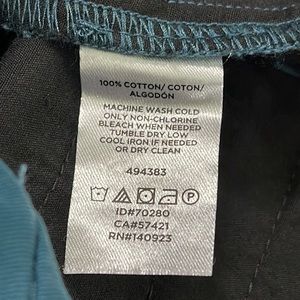 100% COTTON/ COTON/
ALGODÓN
MACHINE WASH COLD
ONLY NON-CHLORINE
BLEACH WHEN NEEDED
TUMBLE DRY LOW
COOL IRON IF NEEDED
OR DRY CLEAN
494383
ID#70280
CA#57421
RN#140923